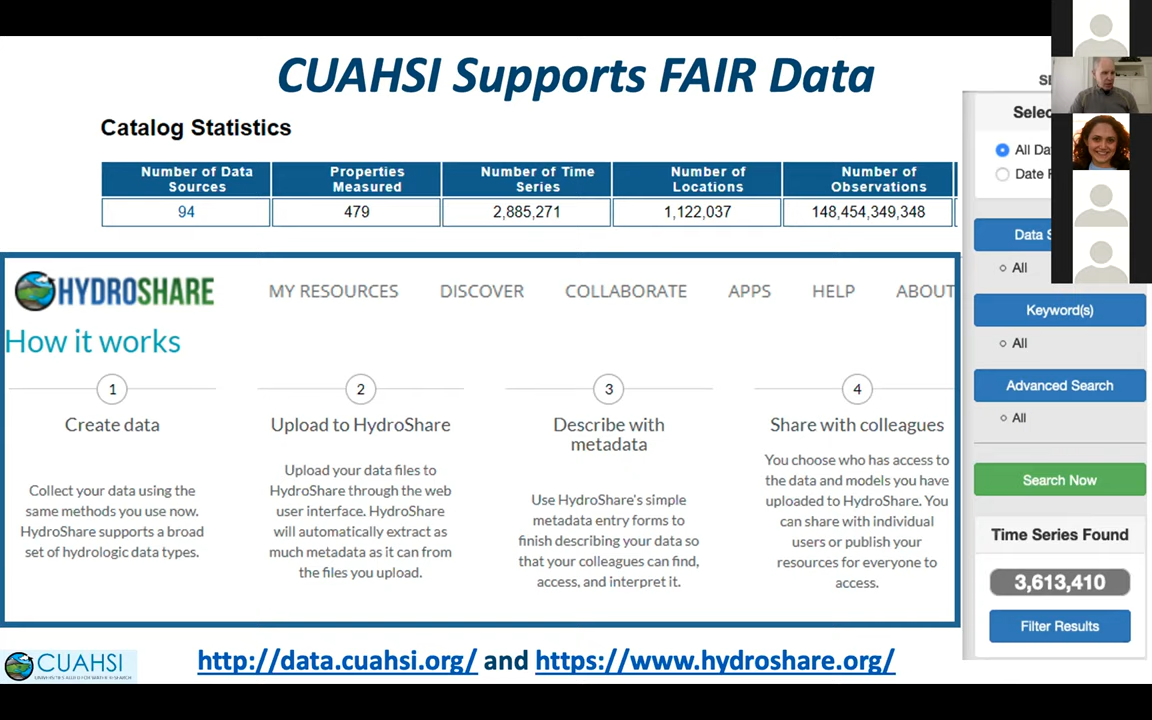 CUAHSI Supports FAIR Data
Catalog Statistics
Number of Data Sources
Properties Measured
Number of Time Series
Number of Locations
Number of Observations
94
479
2,885,271
1,122,037
148,454,349,348
HYDROSHARE
MY RESOURCES
DISCOVER
COLLABORATE
APPS
HELP
ABOUT
How it works
1
Create data
Collect your data using the
same methods you use now.
HydroShare supports a broad
set of hydrologic data types.
2
Upload to HydroShare
Upload your data files to
HydroShare through the web
user interface. HydroShare
will automatically extract as
much metadata as it can from
the files you upload.
3
Describe with
metadata
Use HydroShare's simple
metadata entry forms to
finish describing your data so
that your colleagues can find,
access, and interpret it.
4
Share with colleagues
You choose who has access to
the data and models you have
uploaded to HydroShare. You
can share with individual
users or publish your
resources for everyone to
access.
All
Keyword(s)
All
Advanced Search
All
Search Now
Time Series Found
3,613,410
Filter Results
CUAHSI
http://data.cuahsi.org/ and https://www.hydroshare.org/